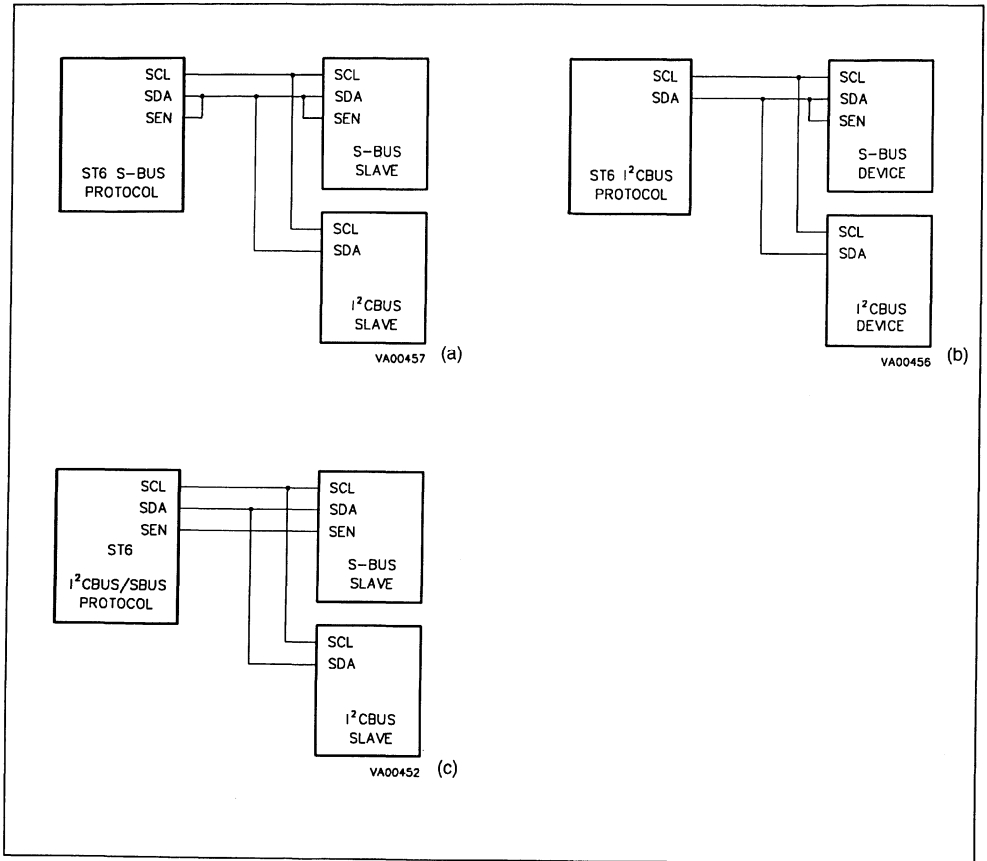 SCL
SDA
SEN
ST6 S-BUS
PROTOCOL
SCL
SDA
SEN
S-BUS
SLAVE
SCL
SDA
I²CBUS
SLAVE
VA00457 (a)
SCL
SDA
ST6 I²CBUS
PROTOCOL
SCL
SDA
SEN
S-BUS
DEVICE
SCL
SDA
I²CBUS
DEVICE
VA00456 (b)
SCL
SDA
SEN
ST6
I²CBUS/SBUS
PROTOCOL
SCL
SDA
SEN
S-BUS
SLAVE
SCL
SDA
I²CBUS
SLAVE
VA00452 (c)